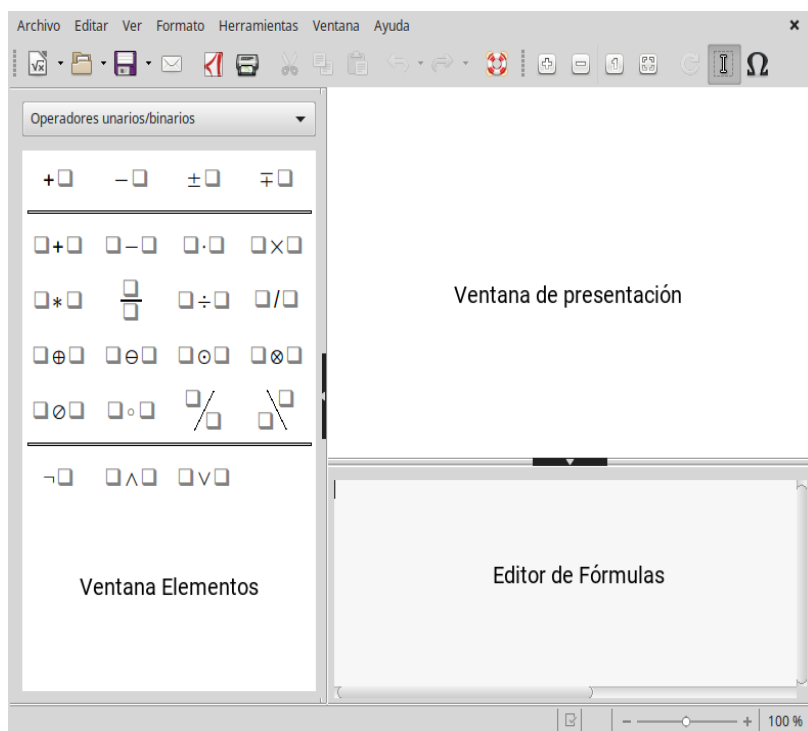 Archivo Editar Ver Formato Herramientas Ventana Ayuda
Operadores unarios/binarios
+□ −□ ±□ ∓□
□+□ □−□ □·□ □×□
□∗□ □/□ □÷□ □/□
□⊕□ □⊖□ □⊙□ □⊗□
□⊘□ □∘□ □/□ □\□
¬□ □∧□ □∨□
Ventana Elementos
Ventana de presentación
Editor de Fórmulas
100 %